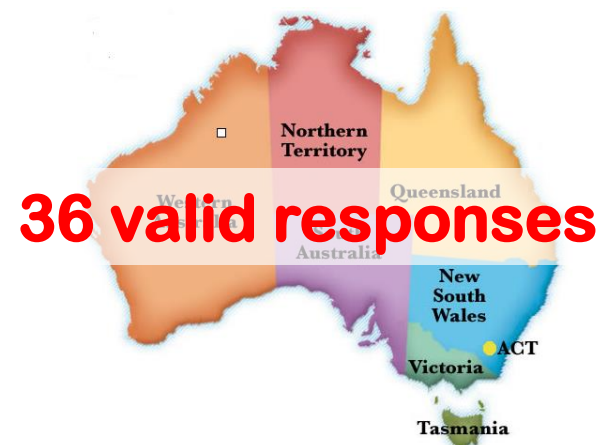 Northern
Territory
Queensland
36 valid responses
Australia
New
South
Wales
ACT
Victoria
Tasmania